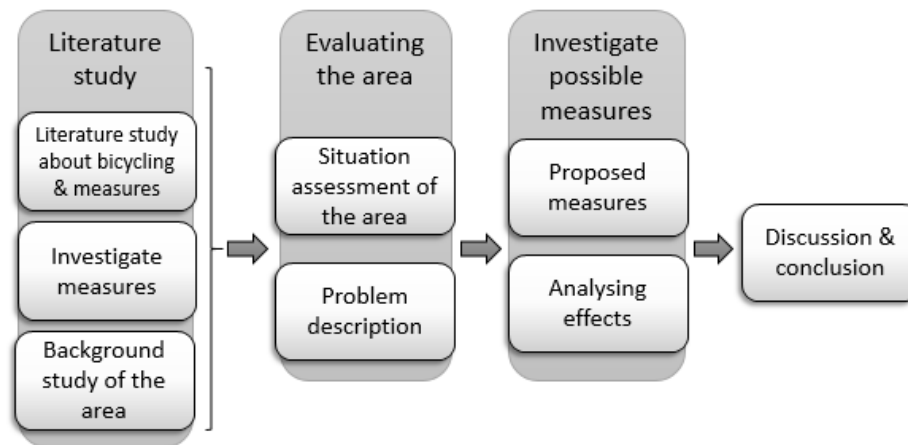 Literature
study
Literature study
about bicycling
& measures
Investigate
measures
Background
study of the
area
Evaluating
the area
Situation
assessment of
the area
Problem
description
Investigate
possible
measures
Proposed
measures
Analysing
effects
Discussion &
conclusion